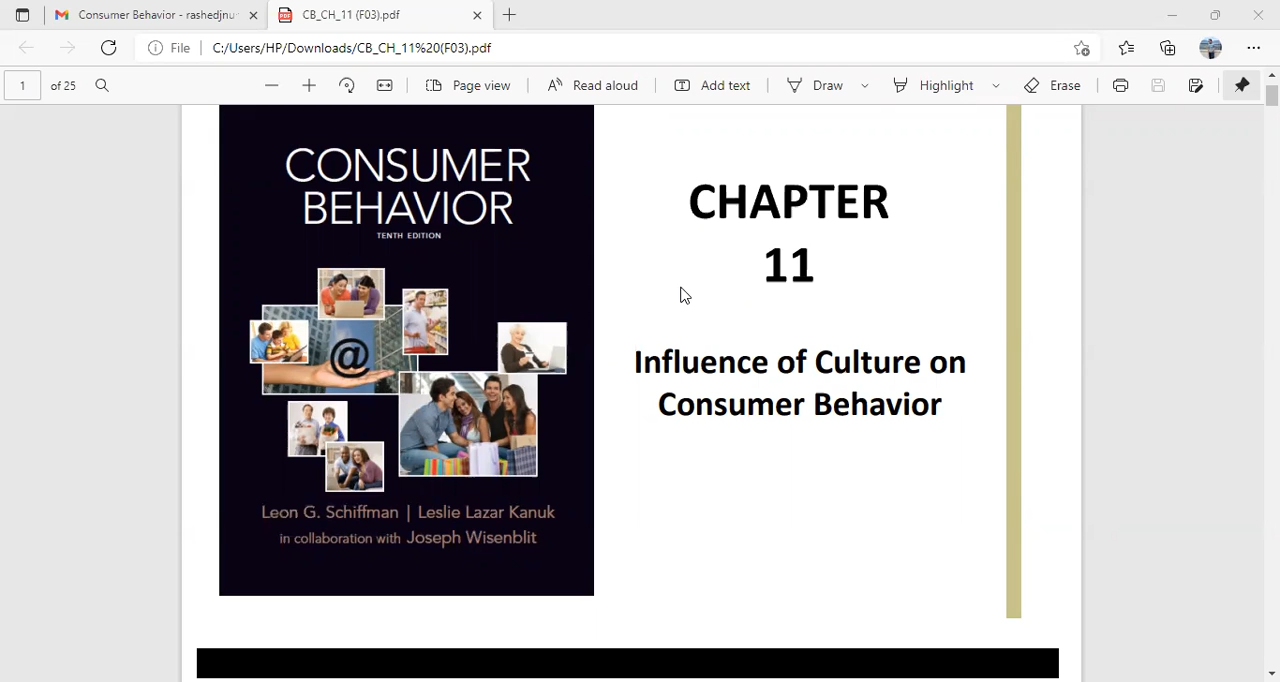 Consumer Behavior - rashedjnu
CB_CH_11 (F03).pdf
File
C:/Users/HP/Downloads/CB_CH_11%20(F03).pdf
1 of 25
Page view
Read aloud
Add text
Draw
Highlight
Erase
CONSUMER
BEHAVIOR
TENTH EDITION
@
Leon G. Schiffman | Leslie Lazar Kanuk
in collaboration with Joseph Wisenblit
CHAPTER
11
Influence of Culture on
Consumer Behavior